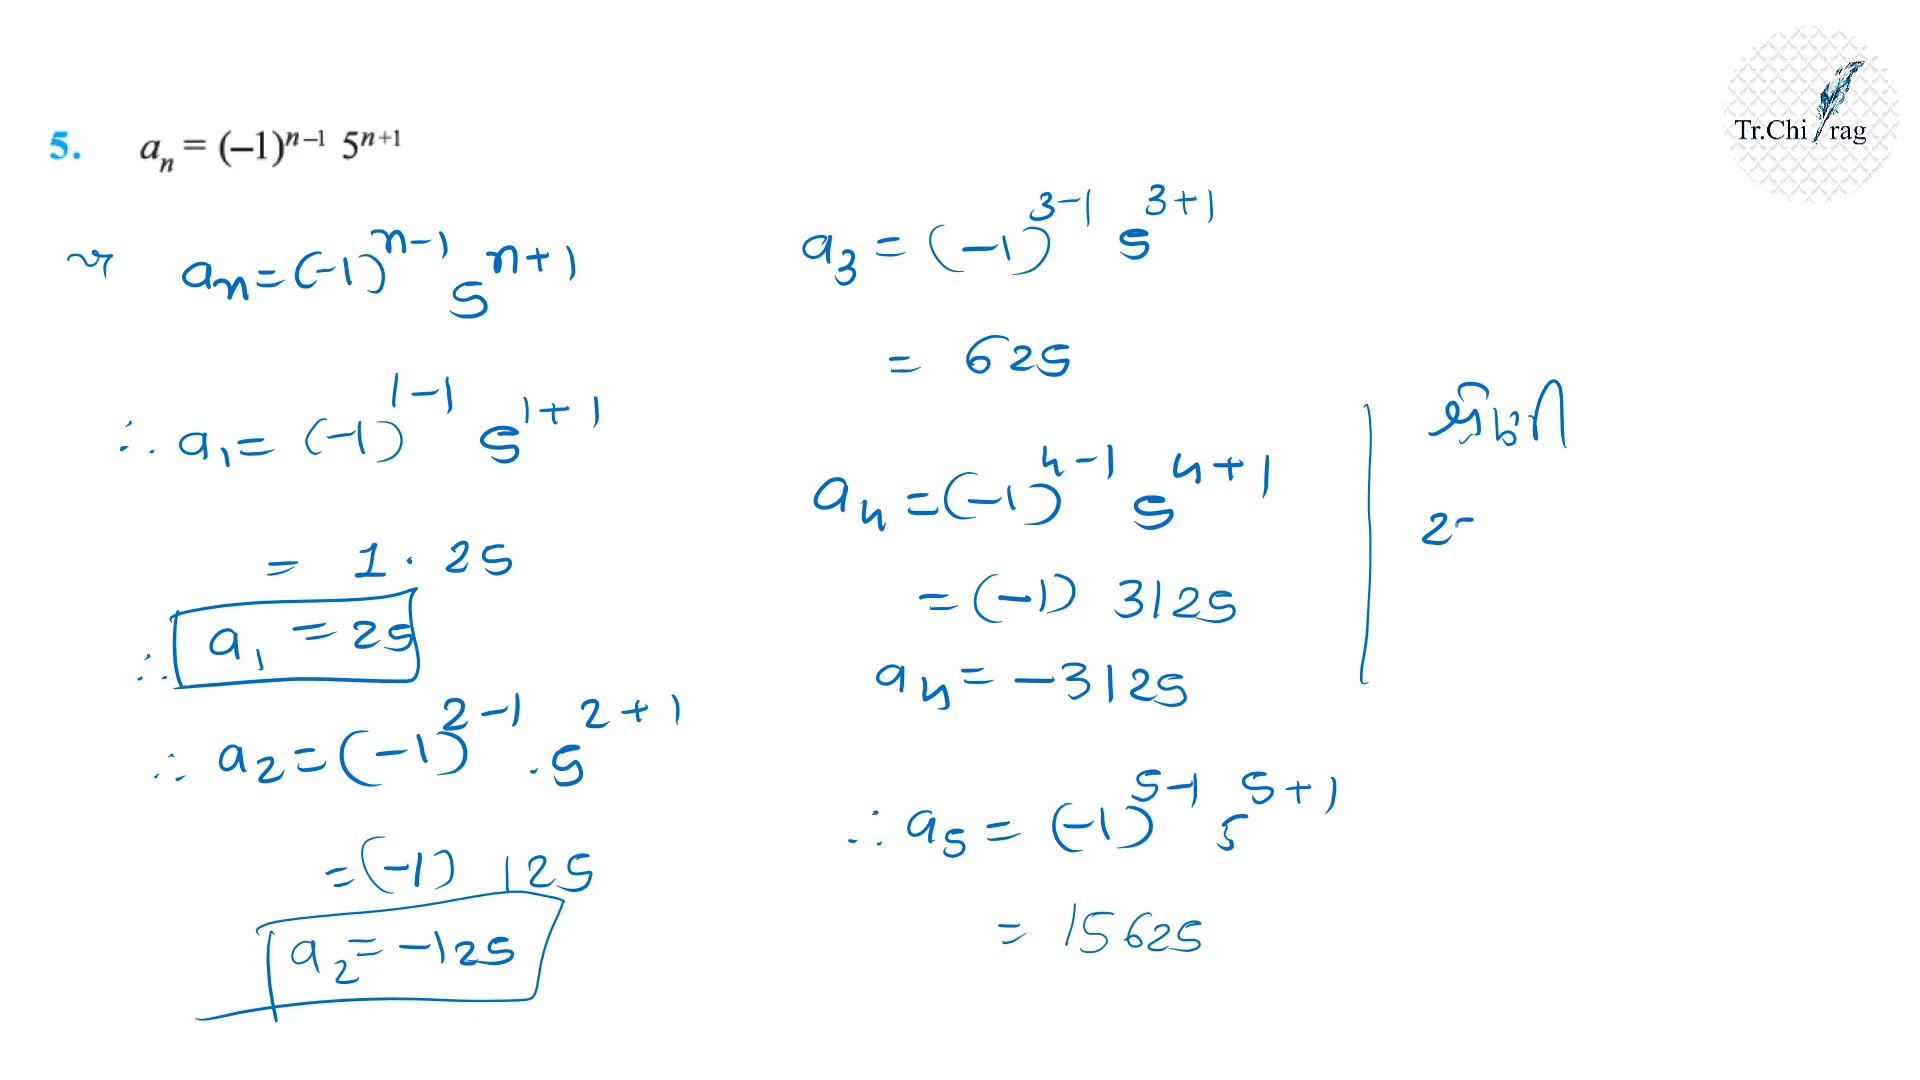 Tr.Chirag
5. aₙ = (–1)ⁿ⁻¹ 5ⁿ⁺¹
→ aₙ = (-1)ⁿ⁻¹ 5ⁿ⁺¹
∴ a₁ = (-1)¹⁻¹ 5¹⁺¹
= 1 · 25
∴ a₁ = 25
∴ a₂ = (-1)²⁻¹ · 5²⁺¹
= (-1) 125
a₂ = -125
a₃ = (-1)³⁻¹ 5³⁺¹
= 625
a₄ = (-1)⁴⁻¹ 5⁴⁺¹
= (-1) 3125
a₄ = -3125
∴ a₅ = (-1)⁵⁻¹ 5⁵⁺¹
= 15625
શ્રેણી
2